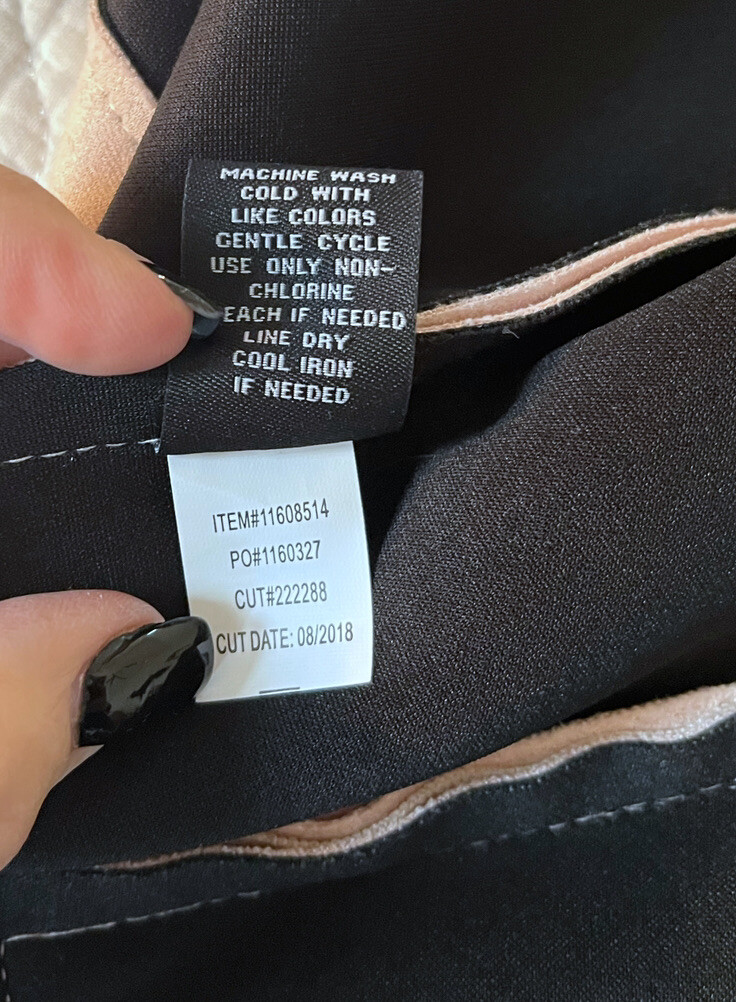 MACHINE WASH
COLD WITH
LIKE COLORS
GENTLE CYCLE
USE ONLY NON-
CHLORINE
EACH IF NEEDED
LINE DRY
COOL IRON
IF NEEDED
ITEM#11608514
PO#1160327
CUT#222288
CUT DATE: 08/2018